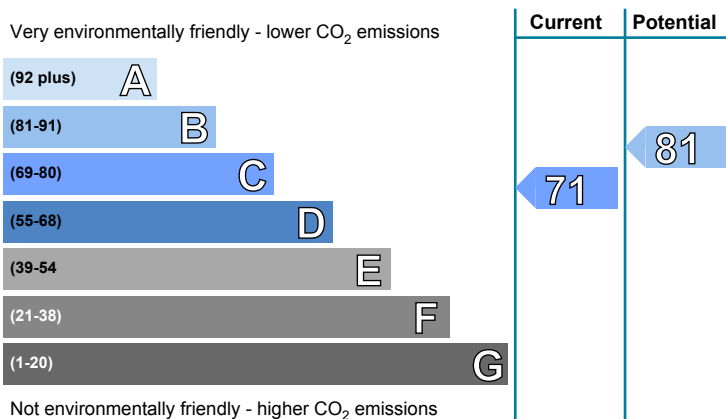 Current Potential
Very environmentally friendly - lower CO2 emissions
(92 plus) A
(81-91) B
81
(69-80) C
71
(55-68) D
(39-54 E
(21-38) F
(1-20) G
Not environmentally friendly - higher CO2 emissions